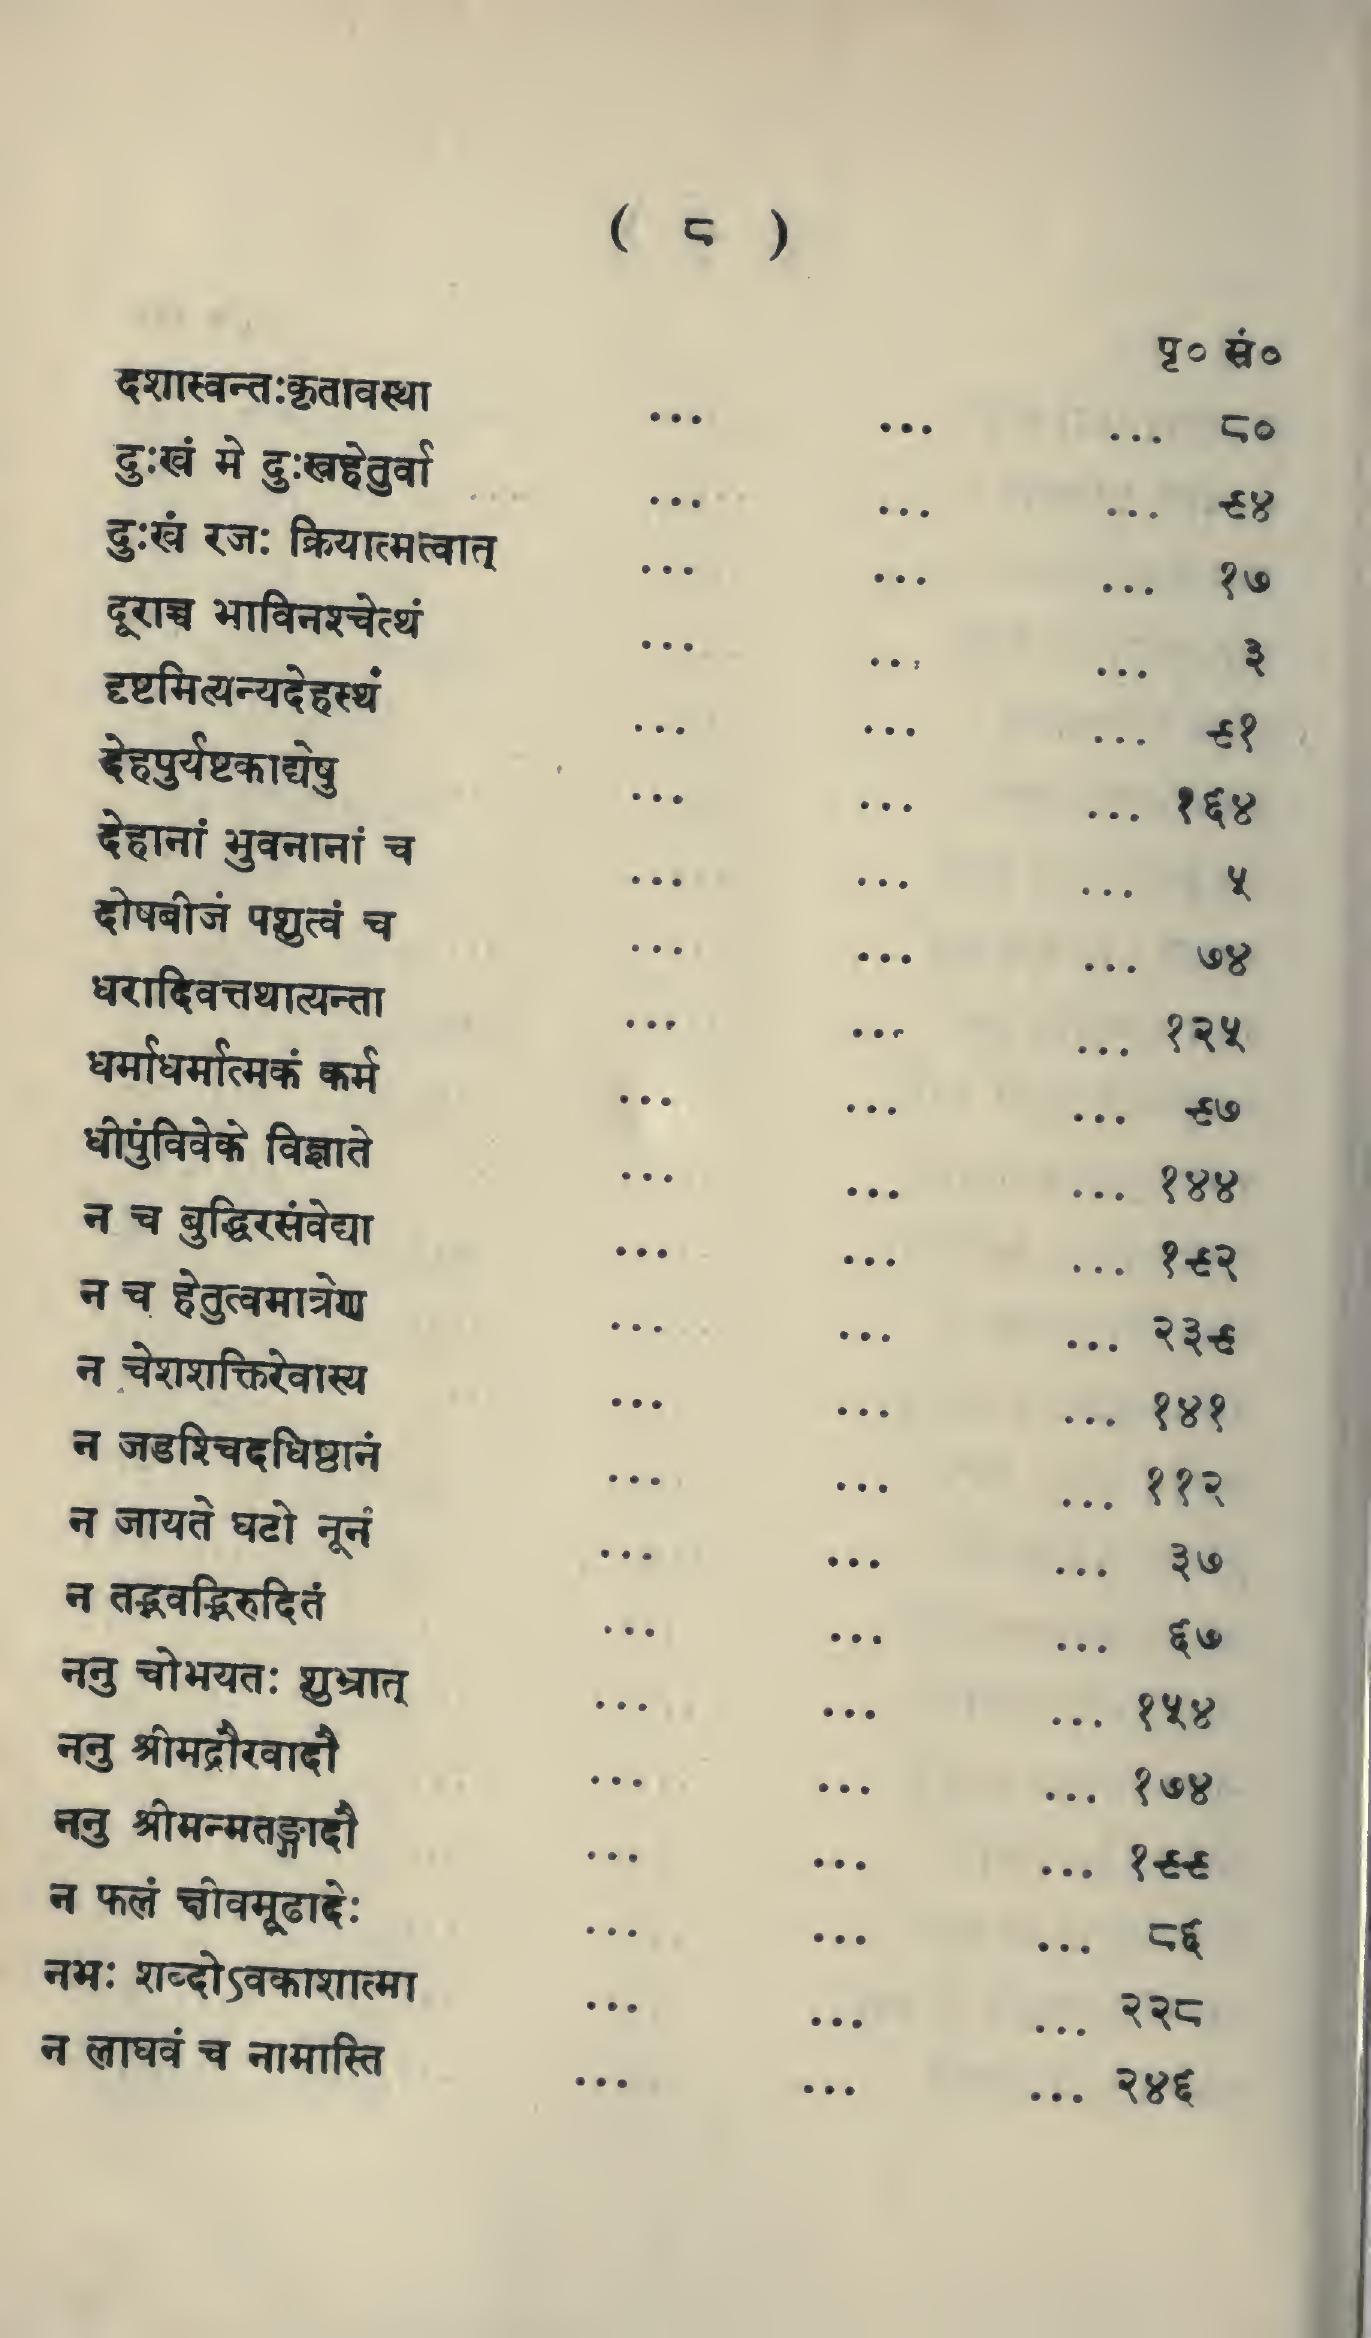 ( ८ )
पृ० सं०
दशास्वन्तःकृतावस्था ... ... ... ८०
दुःखं मे दुःखहेतुर्वा ... ... ... ९४
दुःखं रजः क्रियात्मत्वात् ... ... ... १७
दूराच्च भाविनश्चेत्थं ... ... ... ३
दृष्टमित्यन्यदेहस्थं ... ... ... ९१
देहपुर्यष्टकाद्येषु ... ... ... १६४
देहानां भुवनानां च ... ... ... ५
दोषबीजं पशुत्वं च ... ... ... ७४
धरादिवत्तथात्यन्ता ... ... ... १२५
धर्माधर्मात्मकं कर्म ... ... ... ९७
धीपुंविवेके विज्ञाते ... ... ... १४४
न च बुद्धिरसंवेद्या ... ... ... १९२
न च हेतुत्वमात्रेण ... ... ... २३९
न चेशशक्तिरेवास्य ... ... ... १४१
न जडश्चिदधिष्ठानं ... ... ... ११२
न जायते घटो नूनं ... ... ... ३७
न तद्भवद्भिरुदितं ... ... ... ६७
ननु चोभयतः शुभ्रात् ... ... ... १५४
ननु श्रीमद्रौरवादौ ... ... ... १७४
ननु श्रीमन्मतङ्गादौ ... ... ... १९९
न फलं क्षीवमूढादेः ... ... ... ८६
नभः शब्दोऽवकाशात्मा ... ... ... २२८
न लाघवं च नामास्ति ... ... ... २४६